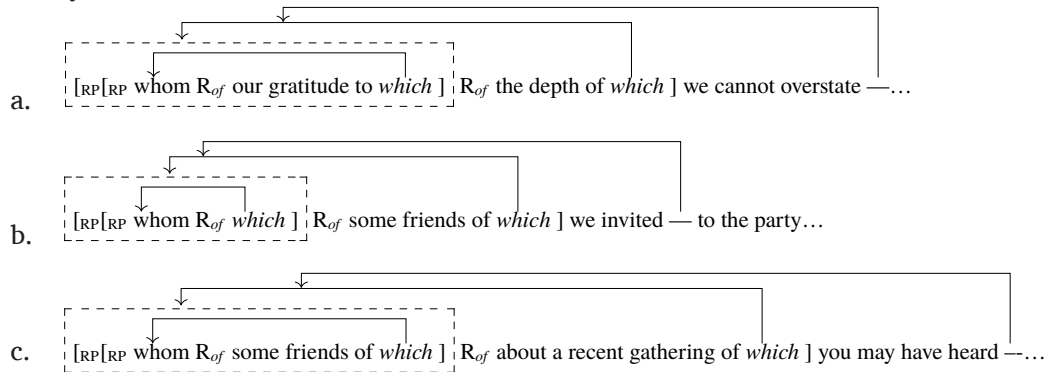 a. [RP[RP whom Rof our gratitude to which ] Rof the depth of which ] we cannot overstate —…
b. [RP[RP whom Rof which ] Rof some friends of which ] we invited — to the party…
c. [RP[RP whom Rof some friends of which ] Rof about a recent gathering of which ] you may have heard —-…